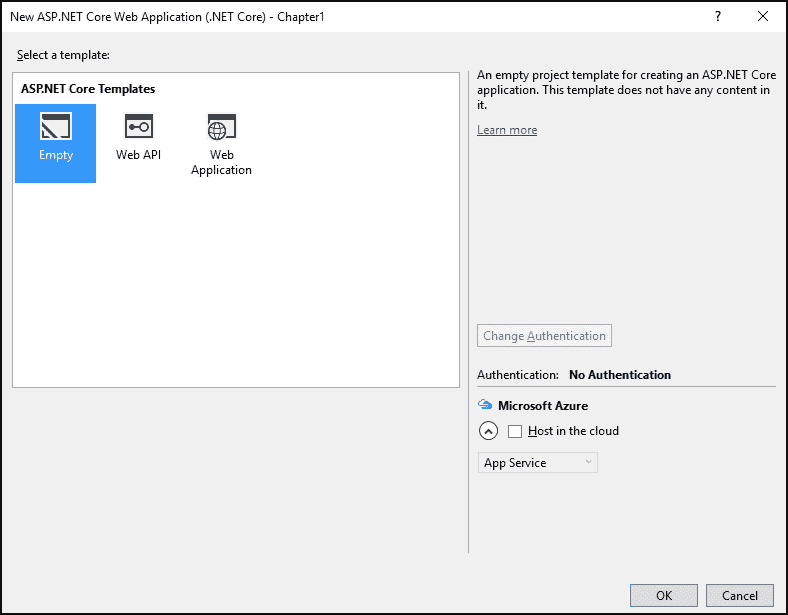 New ASP.NET Core Web Application (.NET Core) - Chapter1
?
Select a template:
ASP.NET Core Templates
Empty
Web API
Web
Application
An empty project template for creating an ASP.NET Core
application. This template does not have any content in
it.
Learn more
Change Authentication
Authentication: No Authentication
Microsoft Azure
Host in the cloud
App Service
OK
Cancel